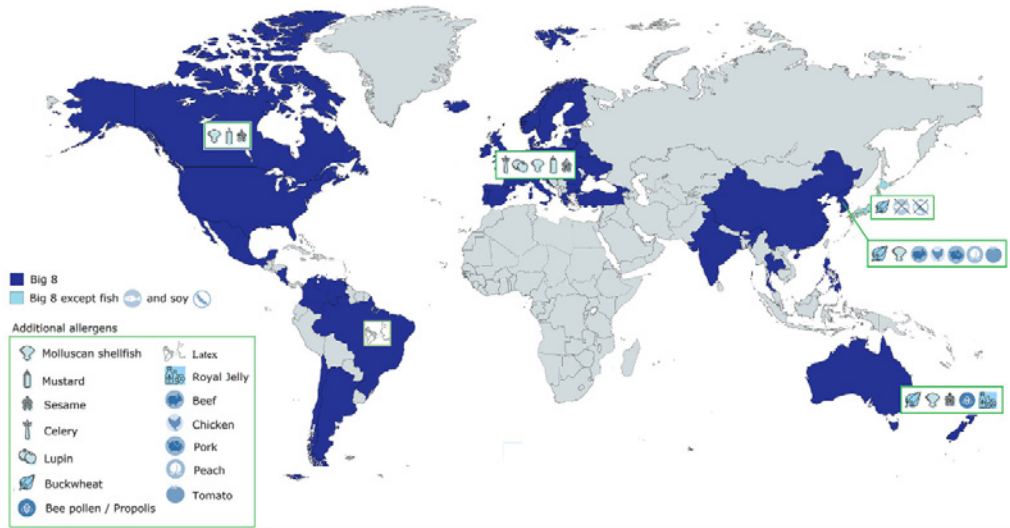 Big 8
Big 8 except fish and soy
Additional allergens
Molluscan shellfish
Mustard
Sesame
Celery
Lupin
Buckwheat
Bee pollen / Propolis
Latex
Royal Jelly
Beef
Chicken
Pork
Peach
Tomato